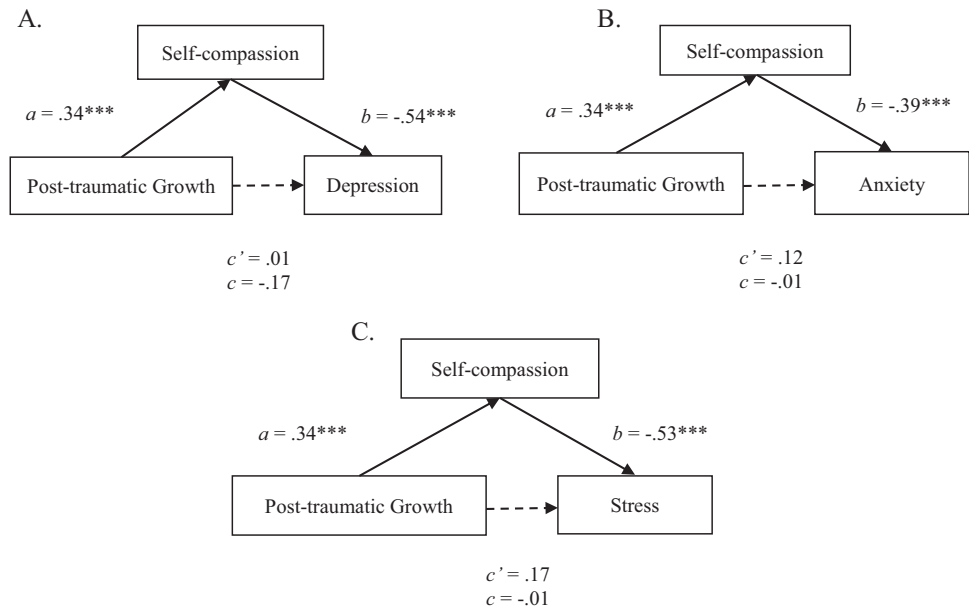 A.
Self-compassion
a = .34***
b = -.54***
Post-traumatic Growth
Depression
c’ = .01
c = -.17
B.
Self-compassion
a = .34***
b = -.39***
Post-traumatic Growth
Anxiety
c’ = .12
c = -.01
C.
Self-compassion
a = .34***
b = -.53***
Post-traumatic Growth
Stress
c’ = .17
c = -.01